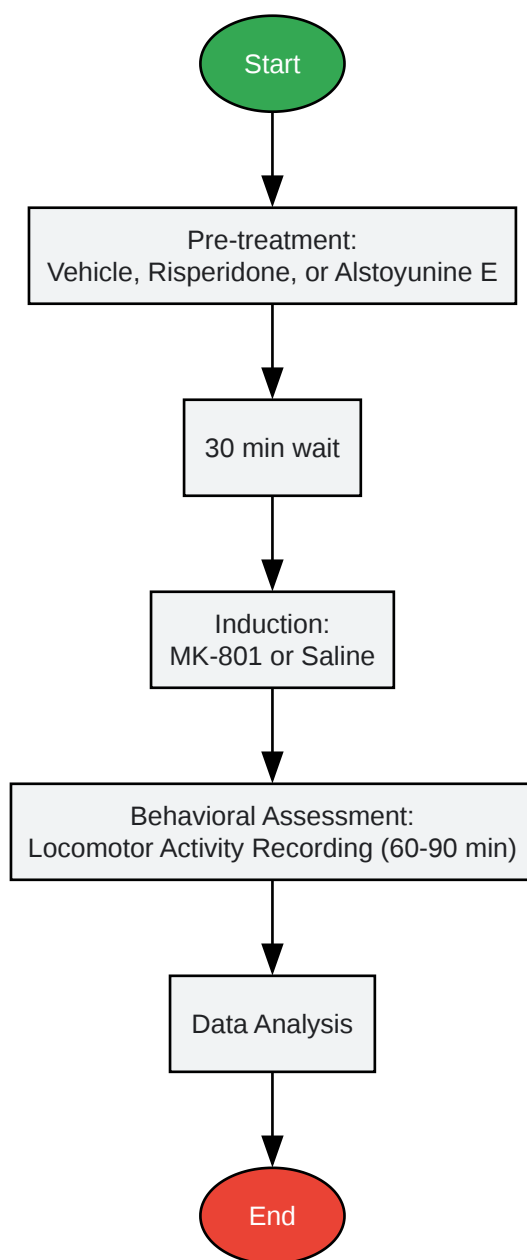 Start
Pre-treatment:
Vehicle, Risperidone, or Alstoyunine E
30 min wait
Induction:
MK-801 or Saline
Behavioral Assessment:
Locomotor Activity Recording (60-90 min)
Data Analysis
End